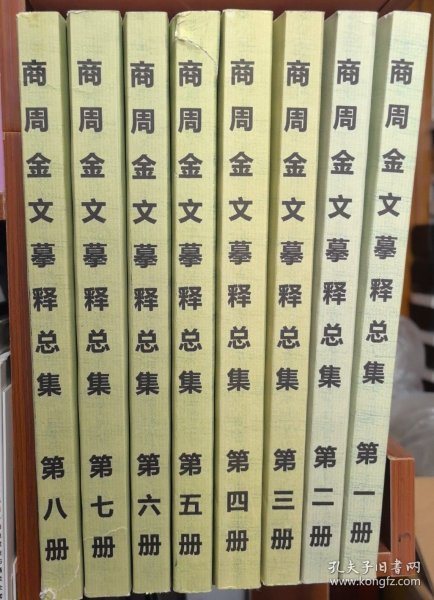 商周金文摹释总集 第一册
商周金文摹释总集 第二册
商周金文摹释总集 第三册
商周金文摹释总集 第四册
商周金文摹释总集 第五册
商周金文摹释总集 第六册
商周金文摹释总集 第七册
商周金文摹释总集 第八册
孔夫子旧书网
www.kongfz.com